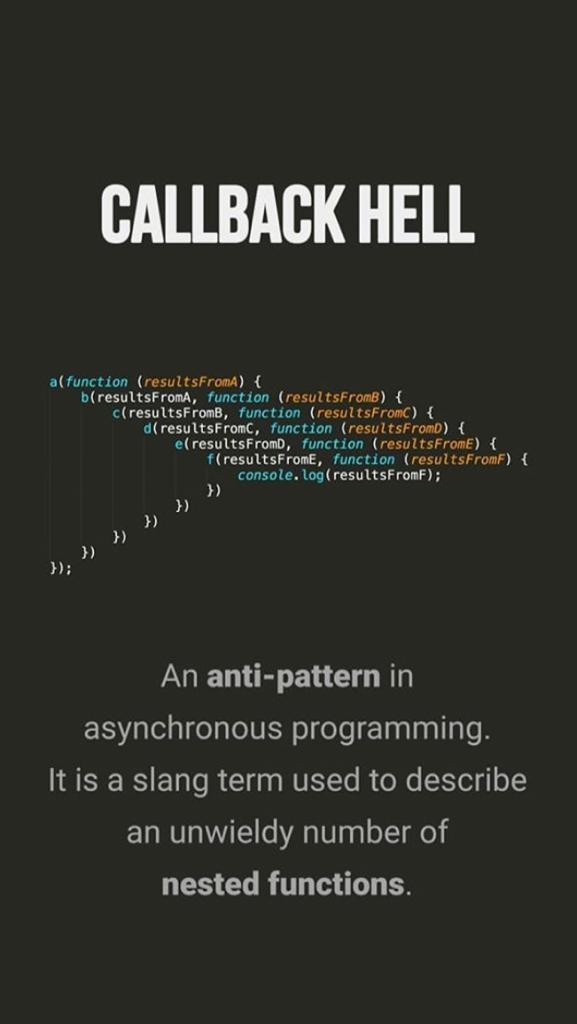 CALLBACK HELL
a(function (resultsFromA) {
    b(resultsFromA, function (resultsFromB) {
        c(resultsFromB, function (resultsFromC) {
            d(resultsFromC, function (resultsFromD) {
                e(resultsFromD, function (resultsFromE) {
                    f(resultsFromE, function (resultsFromF) {
                        console.log(resultsFromF);
                    })
                })
            })
        })
    })
});
An anti-pattern in
asynchronous programming.
It is a slang term used to describe
an unwieldy number of
nested functions.